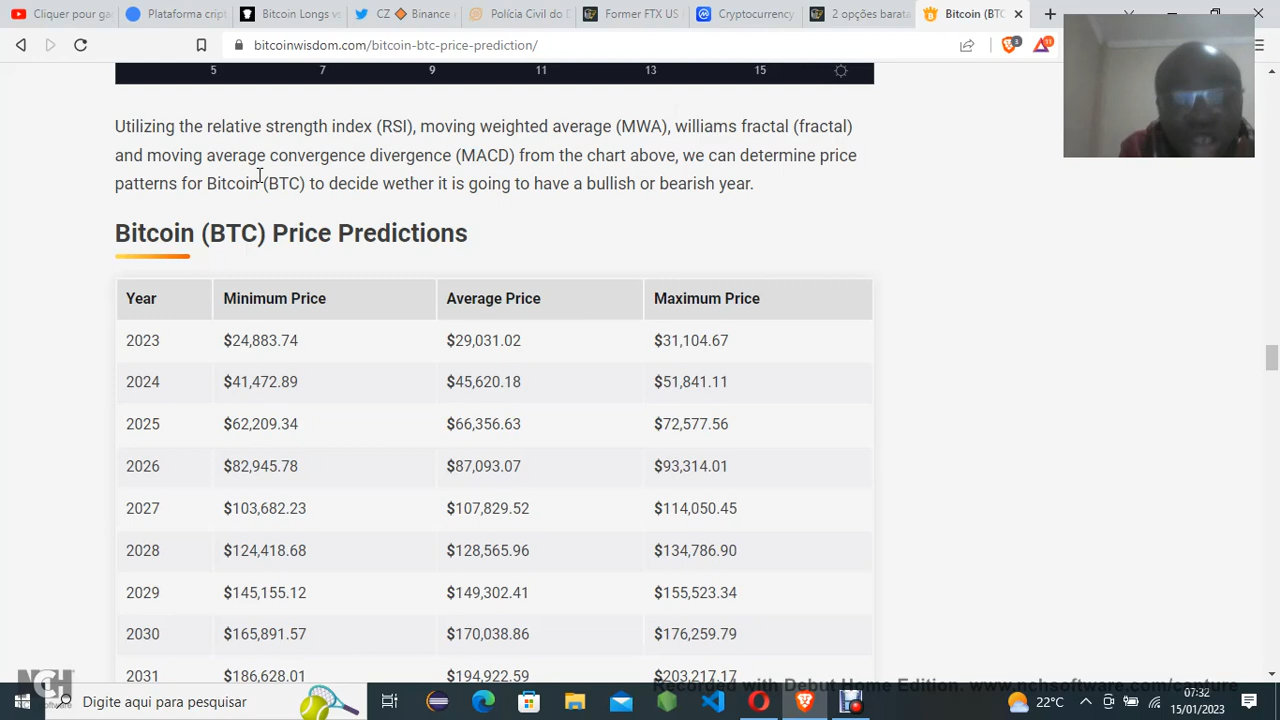 Cliquer pour ga
Plataforma cript
Bitcoin Longs vs
CZ 🔶 Binance
Polícia Civil do D
Former FTX US
Cryptocurrency
2 opções barata
Bitcoin (BTC
bitcoinwisdom.com/bitcoin-btc-price-prediction/
3
11
5 7 9 11 13 15
Utilizing the relative strength index (RSI), moving weighted average (MWA), williams fractal (fractal)
and moving average convergence divergence (MACD) from the chart above, we can determine price
patterns for Bitcoin (BTC) to decide wether it is going to have a bullish or bearish year.
Bitcoin (BTC) Price Predictions
Year Minimum Price Average Price Maximum Price
2023 $24,883.74 $29,031.02 $31,104.67
2024 $41,472.89 $45,620.18 $51,841.11
2025 $62,209.34 $66,356.63 $72,577.56
2026 $82,945.78 $87,093.07 $93,314.01
2027 $103,682.23 $107,829.52 $114,050.45
2028 $124,418.68 $128,565.96 $134,786.90
2029 $145,155.12 $149,302.41 $155,523.34
2030 $165,891.57 $170,038.86 $176,259.79
2031 $186,628.01 $194,922.59 $203,217.17
NCH
Software
Recorded with Debut Home Edition. www.nchsoftware.com/capture
Digite aqui para pesquisar
22°C
07:32
15/01/2023